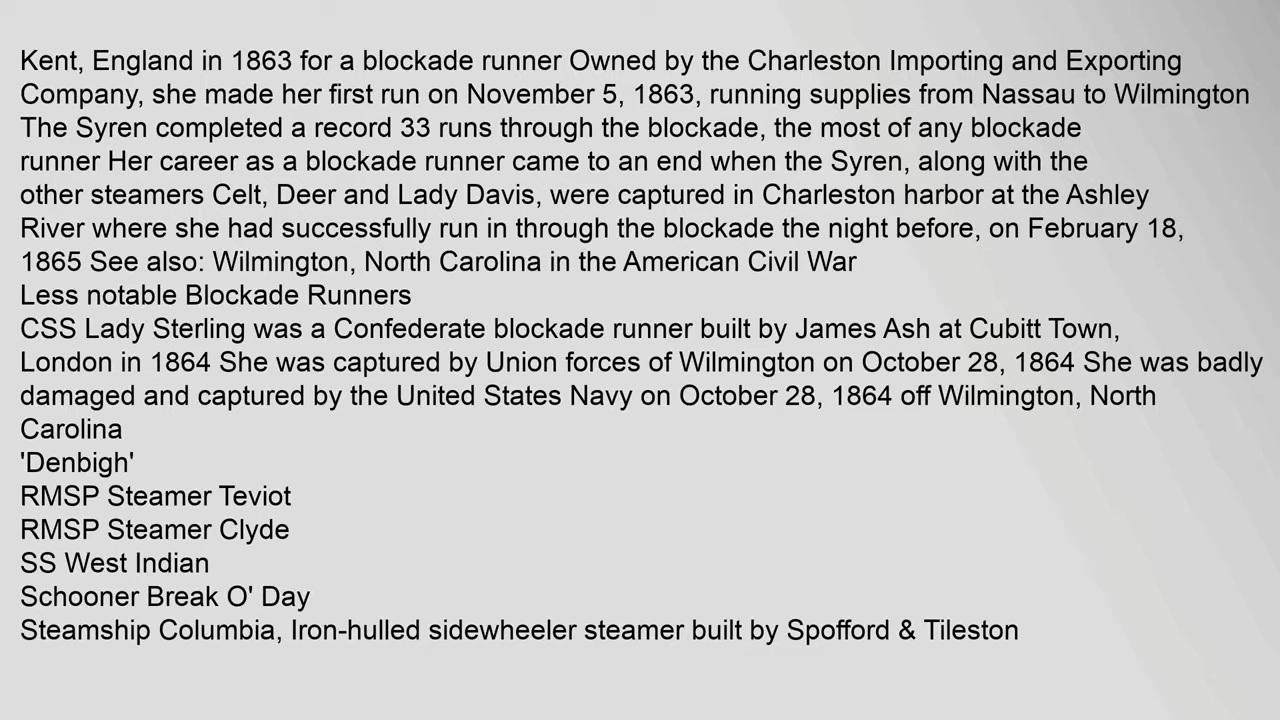 Kent, England in 1863 for a blockade runner Owned by the Charleston Importing and Exporting
Company, she made her first run on November 5, 1863, running supplies from Nassau to Wilmington
The Syren completed a record 33 runs through the blockade, the most of any blockade
runner Her career as a blockade runner came to an end when the Syren, along with the
other steamers Celt, Deer and Lady Davis, were captured in Charleston harbor at the Ashley
River where she had successfully run in through the blockade the night before, on February 18,
1865 See also: Wilmington, North Carolina in the American Civil War
Less notable Blockade Runners
CSS Lady Sterling was a Confederate blockade runner built by James Ash at Cubitt Town,
London in 1864 She was captured by Union forces of Wilmington on October 28, 1864 She was badly
damaged and captured by the United States Navy on October 28, 1864 off Wilmington, North
Carolina
'Denbigh'
RMSP Steamer Teviot
RMSP Steamer Clyde
SS West Indian
Schooner Break O' Day
Steamship Columbia, Iron-hulled sidewheeler steamer built by Spofford & Tileston